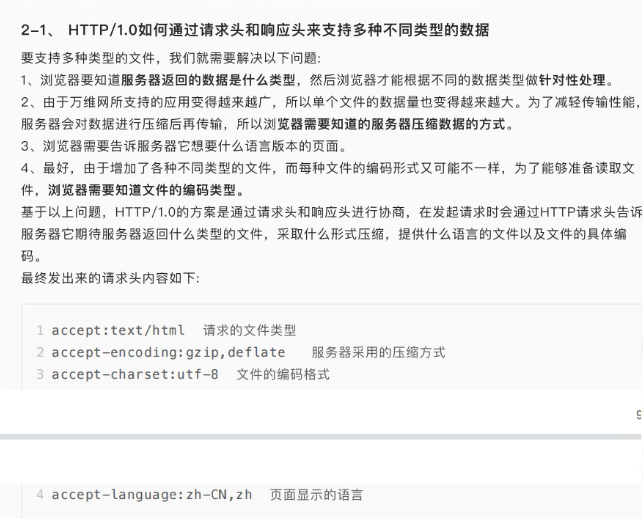 2-1、 HTTP/1.0如何通过请求头和响应头来支持多种不同类型的数据
要支持多种类型的文件，我们就需要解决以下问题:
1、浏览器要知道服务器返回的数据是什么类型，然后浏览器才能根据不同的数据类型做针对性处理。
2、由于万维网所支持的应用变得越来越广，所以单个文件的数据量也变得越来越大。为了减轻传输性能，
服务器会对数据进行压缩后再传输，所以浏览器需要知道的服务器压缩数据的方式。
3、浏览器需要告诉服务器它想要什么语言版本的页面。
4、最好，由于增加了各种不同类型的文件，而每种文件的编码形式又可能不一样，为了能够准备读取文
件，浏览器需要知道文件的编码类型。
基于以上问题，HTTP/1.0的方案是通过请求头和响应头进行协商，在发起请求时会通过HTTP请求头告诉
服务器它期待服务器返回什么类型的文件，采取什么形式压缩，提供什么语言的文件以及文件的具体编
码。
最终发出来的请求头内容如下:
1 accept:text/html 请求的文件类型
2 accept-encoding:gzip,deflate 服务器采用的压缩方式
3 accept-charset:utf-8 文件的编码格式
4 accept-language:zh-CN,zh 页面显示的语言